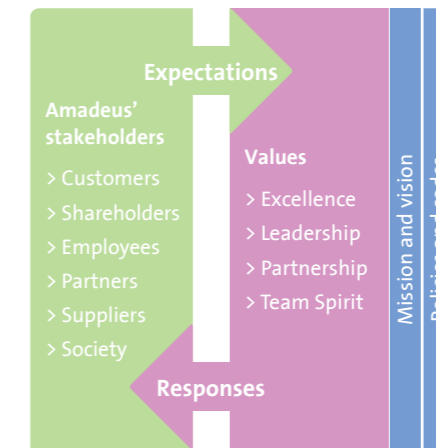 Expectations
Amadeus'
stakeholders
> Customers
> Shareholders
> Employees
> Partners
> Suppliers
> Society
Values
> Excellence
> Leadership
> Partnership
> Team Spirit
Responses
Mission and vision